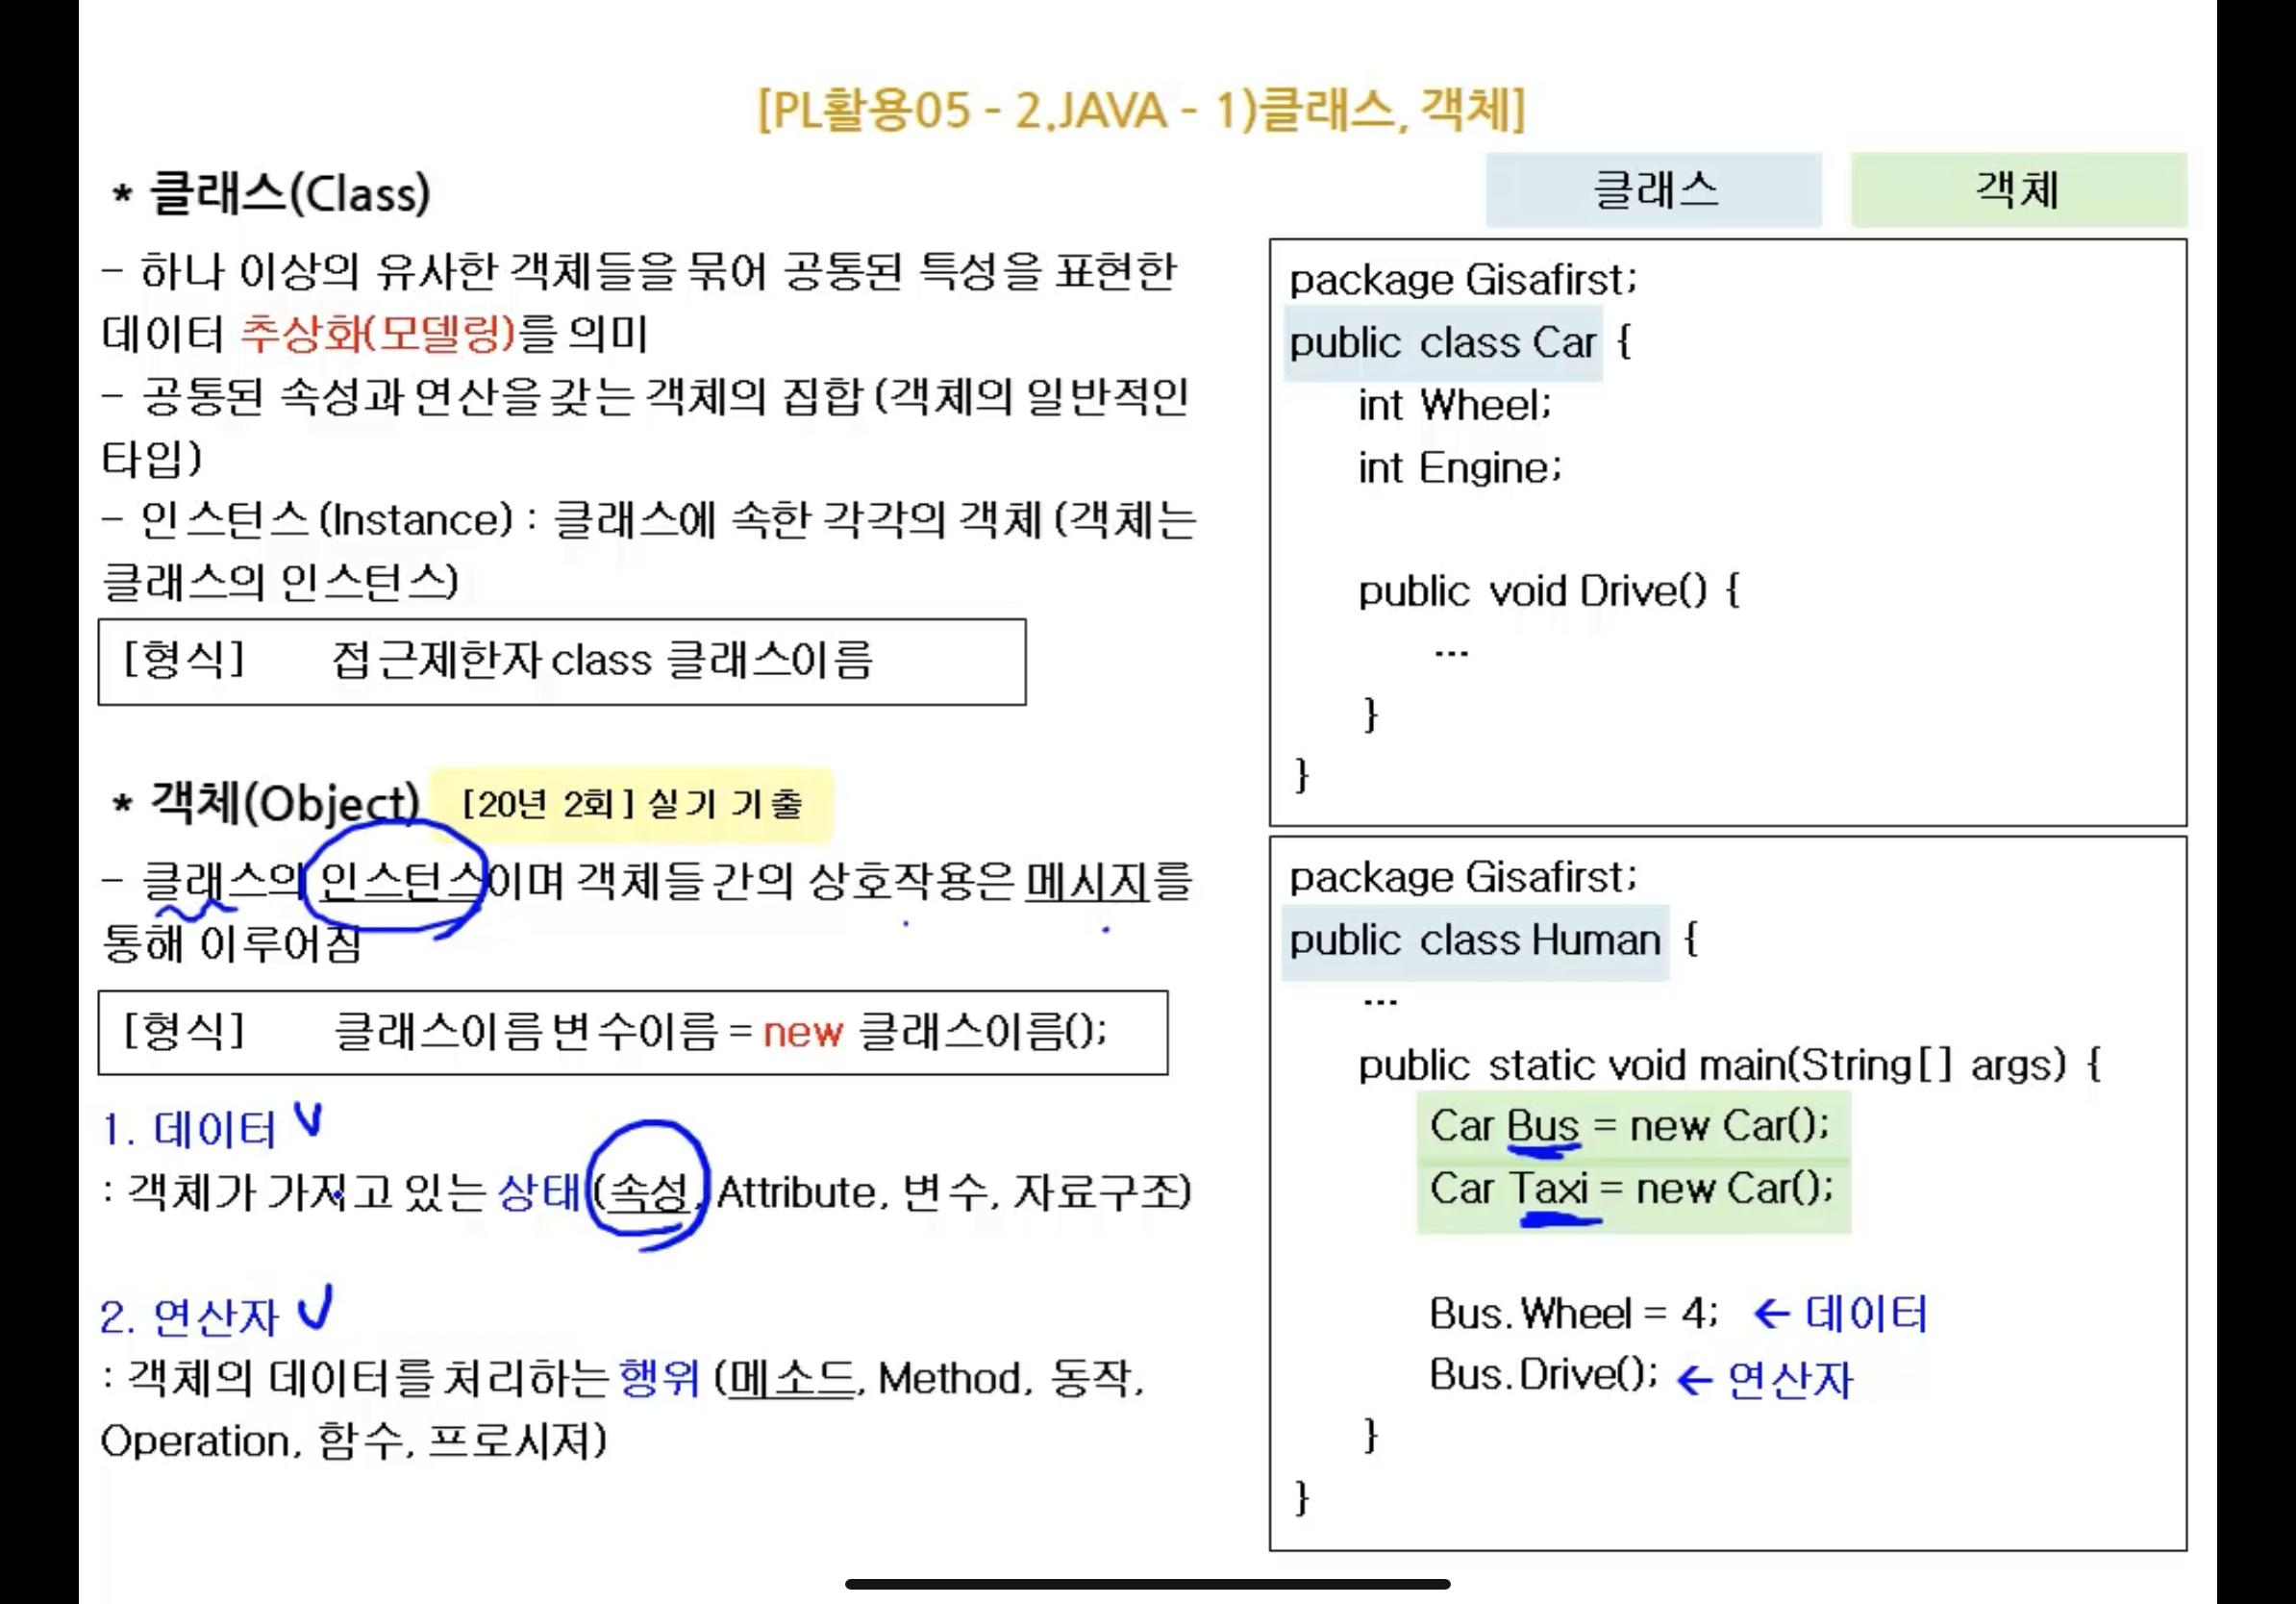 [PL활용05 - 2.JAVA - 1)클래스, 객체]
* 클래스(Class)
- 하나 이상의 유사한 객체들을 묶어 공통된 특성을 표현한
데이터 추상화(모델링)를 의미
- 공통된 속성과 연산을 갖는 객체의 집합 (객체의 일반적인
타입)
- 인스턴스(Instance) : 클래스에 속한 각각의 객체 (객체는
클래스의 인스턴스)
[형식] 접근제한자 class 클래스이름
* 객체(Object) [20년 2회] 실기 기출
- 클래스의 인스턴스이며 객체들 간의 상호작용은 메시지를
통해 이루어짐
[형식] 클래스이름 변수이름 = new 클래스이름();
1. 데이터
: 객체가 가지고 있는 상태 (속성, Attribute, 변수, 자료구조)
2. 연산자
: 객체의 데이터를 처리하는 행위 (메소드, Method, 동작,
Operation, 함수, 프로시져)
클래스 객체
package Gisafirst;
public class Car {
int Wheel;
int Engine;
public void Drive() {
...
}
}
package Gisafirst;
public class Human {
...
public static void main(String[] args) {
Car Bus = new Car();
Car Taxi = new Car();
Bus.Wheel = 4; ← 데이터
Bus.Drive(); ← 연산자
}
}